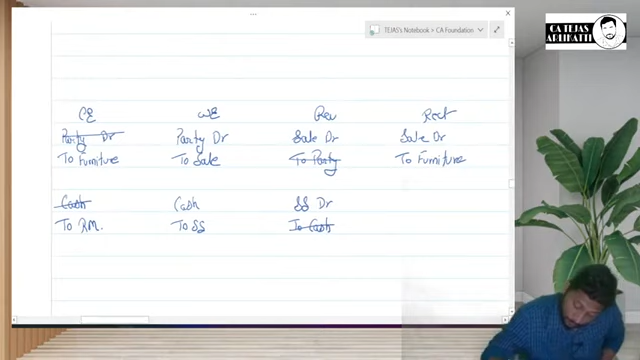 TEJAS's Notebook > CA Foundation
CA TEJAS
ARLIKATTI
CE WE Rev Rect
Party Dr Party Dr Sale Dr Sale Dr
To Furniture To Sale To Party To Furniture
Cash Cash SS Dr
To RM. To SS To Cash